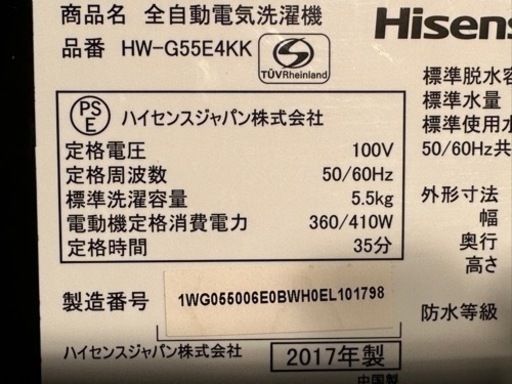 商品名 全自動電気洗濯機
品番 HW-G55E4KK
S
TÜVRheinland
Hisens
PS
E
ハイセンスジャパン株式会社
定格電圧 100V
定格周波数 50/60Hz
標準洗濯容量 5.5kg
電動機定格消費電力 360/410W
定格時間 35分
製造番号 1WG055006E0BWH0EL101798
ハイセンスジャパン株式会社 2017年製
中国製
標準脱水容
標準水量
標準使用水
50/60Hz共
外形寸法
幅
奥行
高さ
防水等級